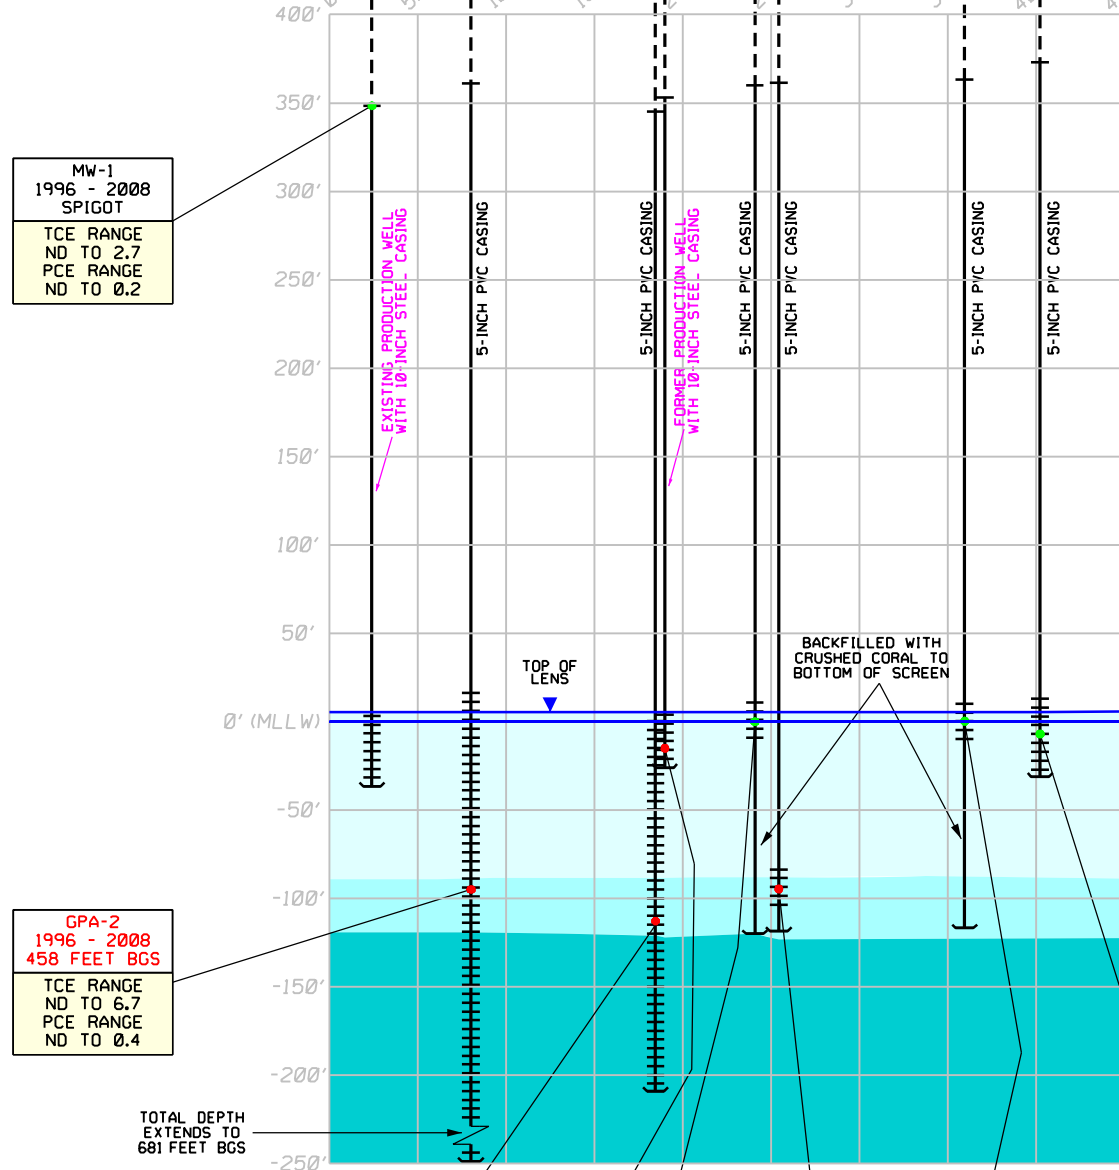 400'
350'
300'
250'
200'
150'
100'
50'
0' (MLLW)
-50'
-100'
-150'
-200'
-250'
MW-1
1996 - 2008
SPIGOT
TCE RANGE
ND TO 2.7
PCE RANGE
ND TO 0.2
EXISTING PRODUCTION WELL
WITH 10-INCH STEEL CASING
5-INCH PVC CASING
5-INCH PVC CASING
FORMER PRODUCTION WELL
WITH 10-INCH STEEL CASING
5-INCH PVC CASING
5-INCH PVC CASING
5-INCH PVC CASING
5-INCH PVC CASING
TOP OF
LENS
BACKFILLED WITH
CRUSHED CORAL TO
BOTTOM OF SCREEN
GPA-2
1996 - 2008
458 FEET BGS
TCE RANGE
ND TO 6.7
PCE RANGE
ND TO 0.4
TOTAL DEPTH
EXTENDS TO
681 FEET BGS